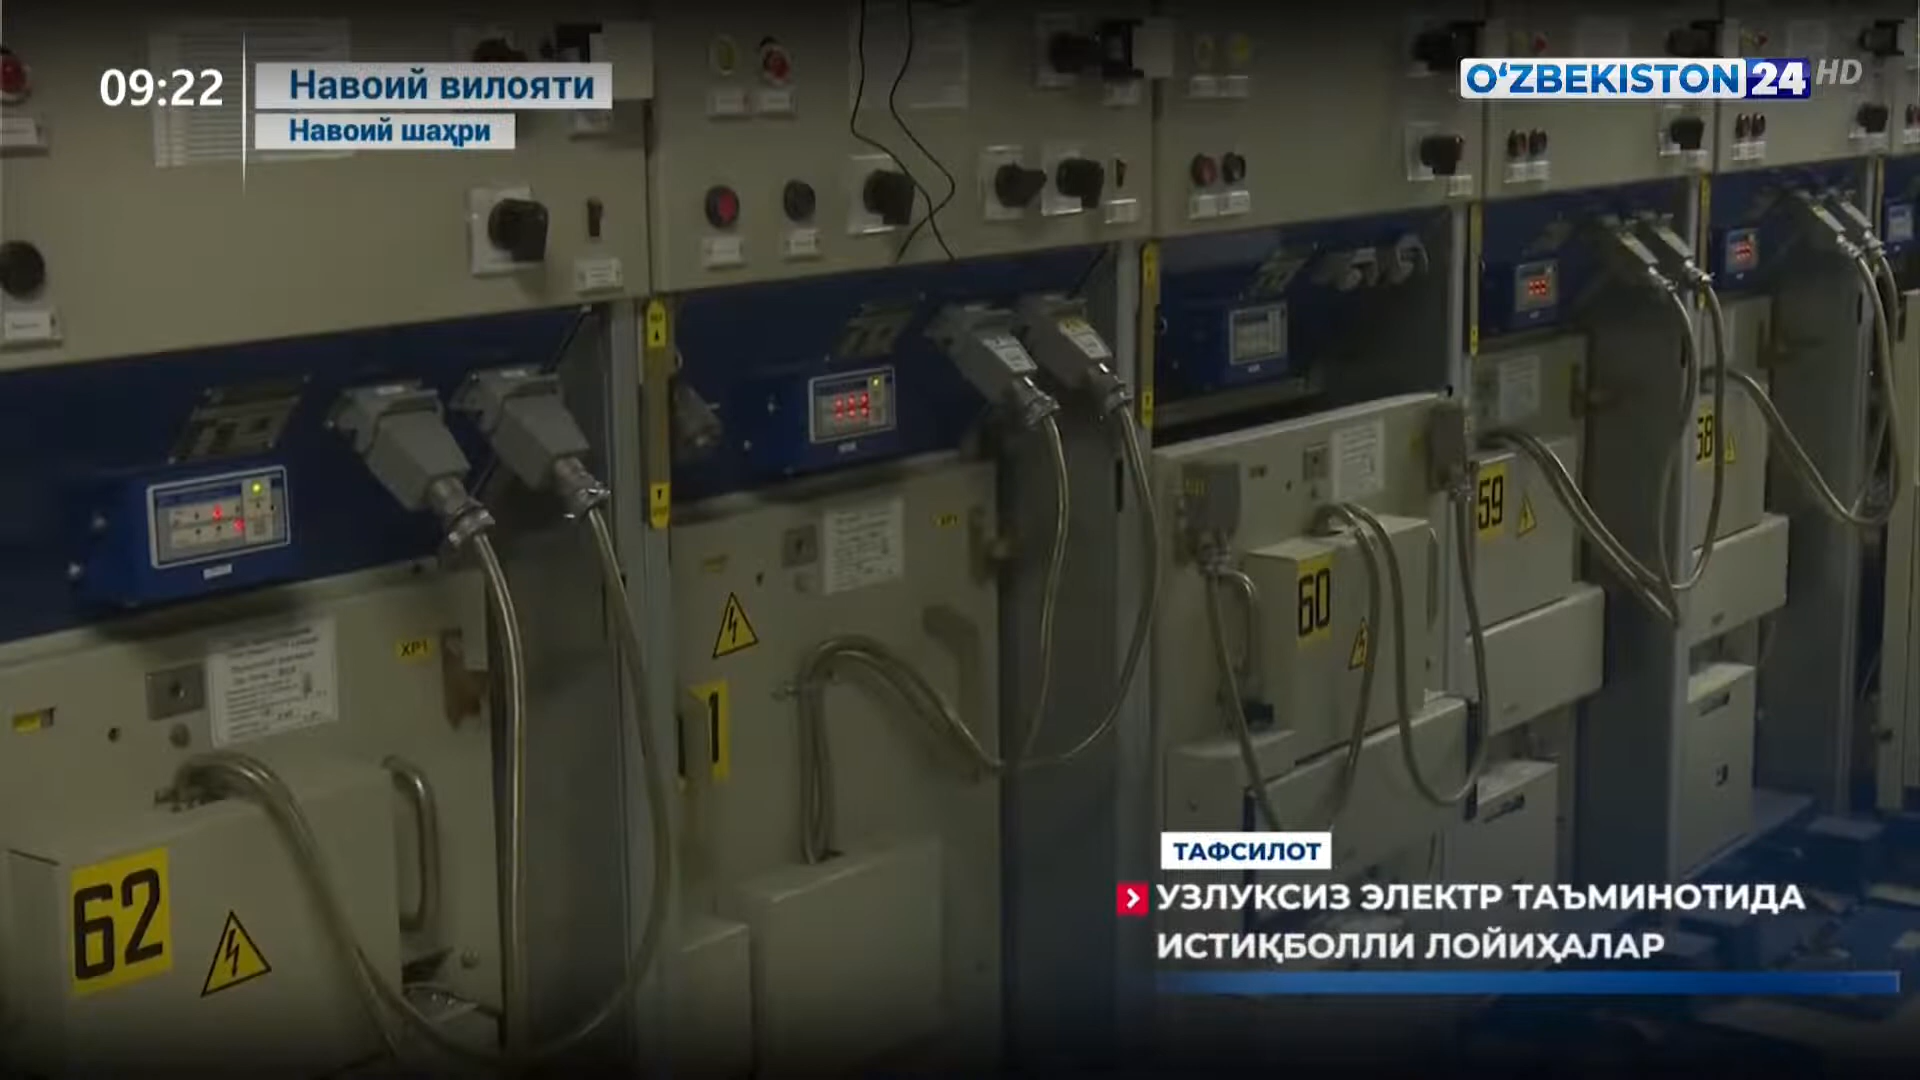 09:22
Навоий вилояти
Навоий шаҳри
O‘ZBEKISTON 24 HD
ХР1
62
1
60
59
58
ТАФСИЛОТ
УЗЛУКСИЗ ЭЛЕКТР ТАЪМИНОТИДА
ИСТИҚБОЛЛИ ЛОЙИҲАЛАР